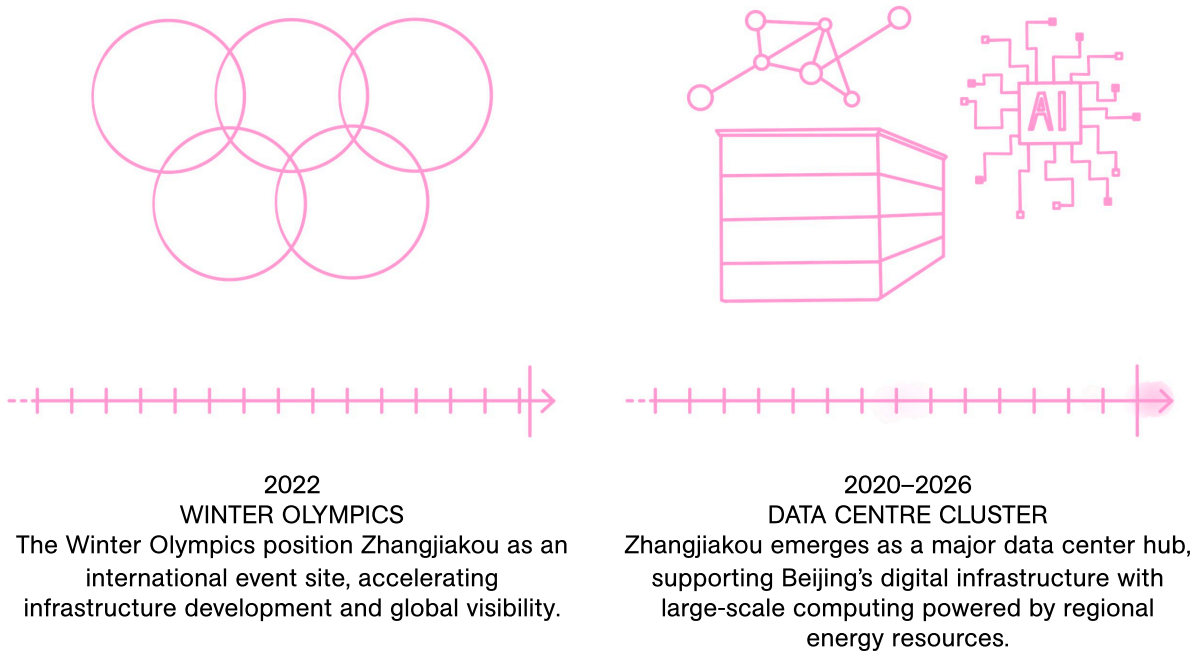 AI
2022
WINTER OLYMPICS
The Winter Olympics position Zhangjiakou as an
international event site, accelerating
infrastructure development and global visibility.
2020–2026
DATA CENTRE CLUSTER
Zhangjiakou emerges as a major data center hub,
supporting Beijing’s digital infrastructure with
large-scale computing powered by regional
energy resources.